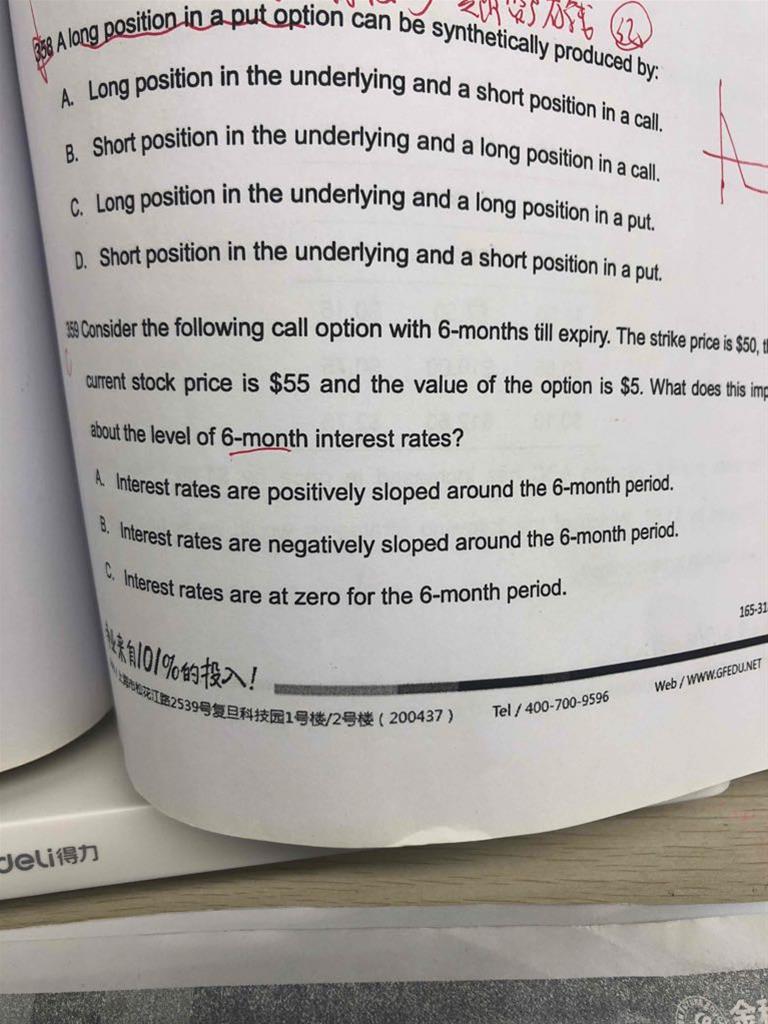 358 A long position in a put option can be synthetically produced by:
A. Long position in the underlying and a short position in a call.
B. Short position in the underlying and a long position in a call.
C. Long position in the underlying and a long position in a put.
D. Short position in the underlying and a short position in a put.
359 Consider the following call option with 6-months till expiry. The strike price is $50,
current stock price is $55 and the value of the option is $5. What does this
about the level of 6-month interest rates?
A. Interest rates are positively sloped around the 6-month period.
B. Interest rates are negatively sloped around the 6-month period.
C. Interest rates are at zero for the 6-month period.
165-31
来自101%的投入!
松花江路2539号复旦科技园1号楼/2号楼(200437) Tel / 400-700-9596 Web / WWW.GFEDU.NET
deli得力